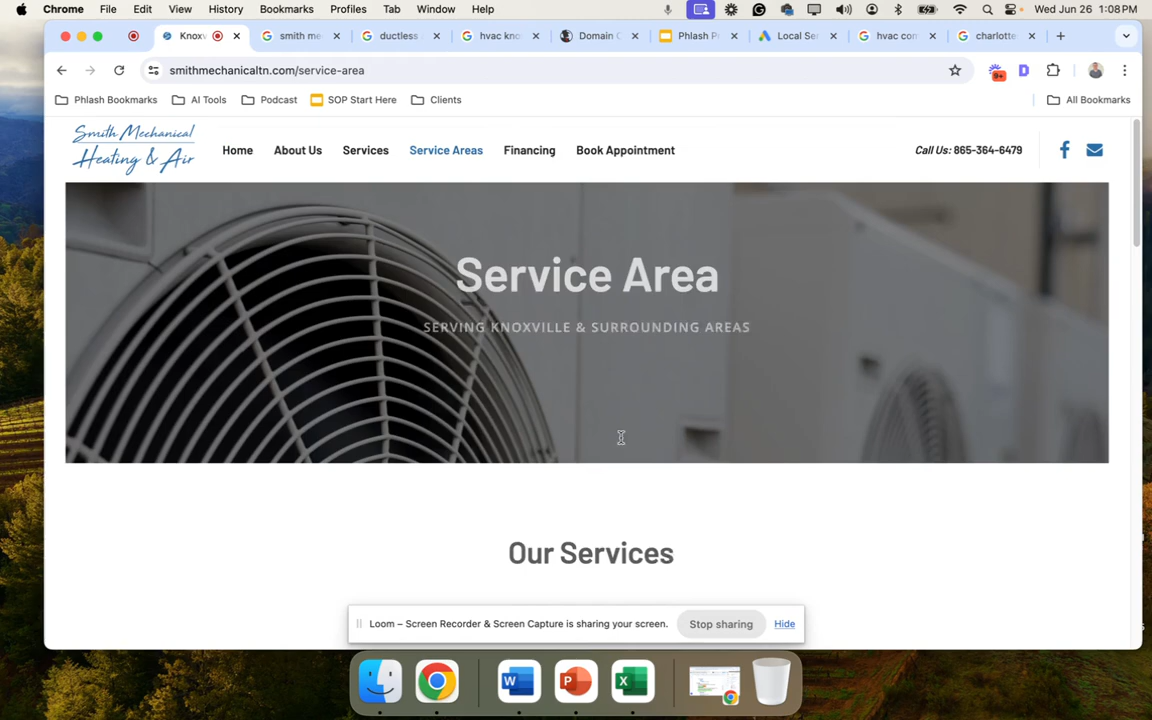 Chrome File Edit View History Bookmarks Profiles Tab Window Help Wed Jun 26 1:08 PM
Knoxv smith me ductless hvac kno Domain Phlash P Local Se hvac con charlotte
smithmechanicaltn.com/service-area 9+
Phlash Bookmarks AI Tools Podcast SOP Start Here Clients All Bookmarks
Smith Mechanical
Heating & Air
Home About Us Services Service Areas Financing Book Appointment Call Us: 865-364-6479
Service Area
SERVING KNOXVILLE & SURROUNDING AREAS
Our Services
Loom – Screen Recorder & Screen Capture is sharing your screen. Stop sharing Hide